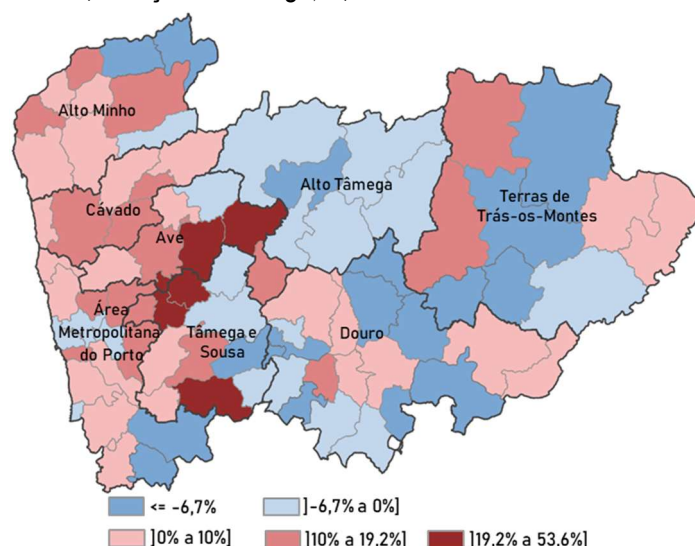 Alto Minho
Alto Tâmega
Terras de
Trás-os-Montes
Cávado
Ave
Área
Metropolitana
do Porto
Tâmega e
Sousa
Douro
<= -6,7%
]-6,7% a 0%]
]0% a 10%]
]10% a 19,2%]
]19,2% a 53,6%]